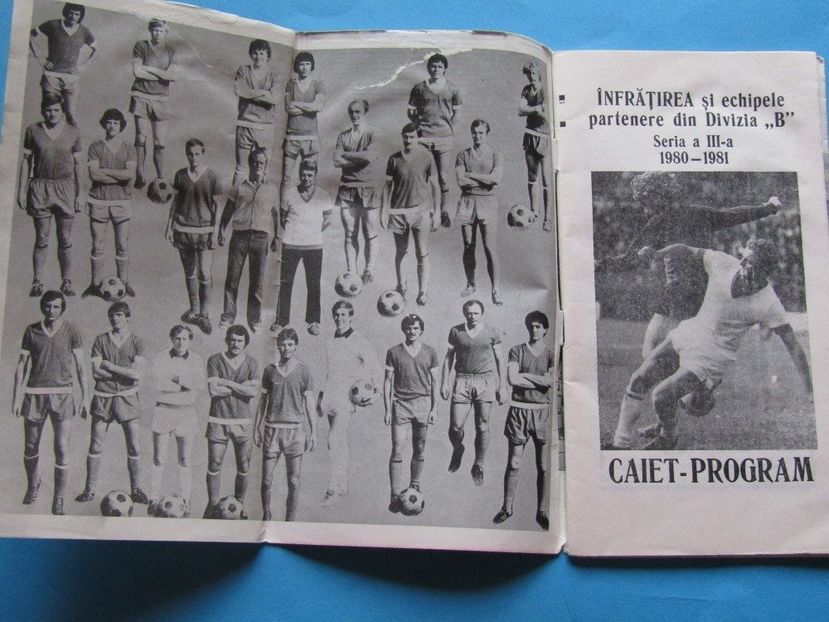 ÎNFRĂȚIREA și echipele
partenere din Divizia „B”
Seria a III-a
1980—1981
CAIET-PROGRAM